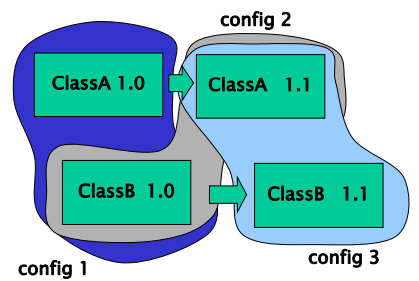 config 2
ClassA 1.0
ClassA 1.1
ClassB 1.0
ClassB 1.1
config 3
config 1